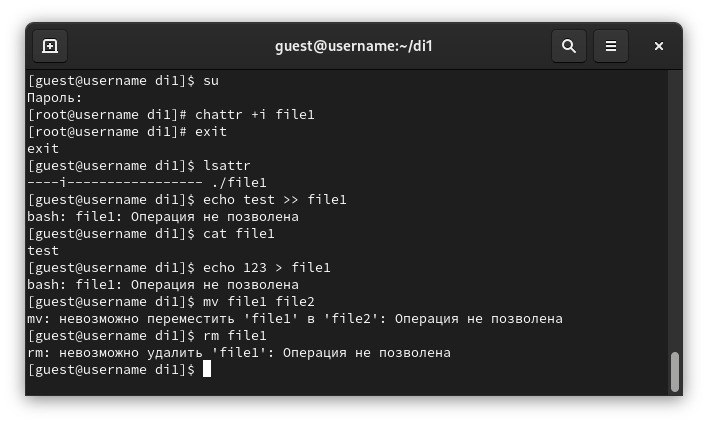 guest@username:~/di1
[guest@username di1]$ su
Пароль:
[root@username di1]# chattr +i file1
[root@username di1]# exit
exit
[guest@username di1]$ lsattr
----i----------------- ./file1
[guest@username di1]$ echo test >> file1
bash: file1: Операция не позволена
[guest@username di1]$ cat file1
test
[guest@username di1]$ echo 123 > file1
bash: file1: Операция не позволена
[guest@username di1]$ mv file1 file2
mv: невозможно переместить 'file1' в 'file2': Операция не позволена
[guest@username di1]$ rm file1
rm: невозможно удалить 'file1': Операция не позволена
[guest@username di1]$